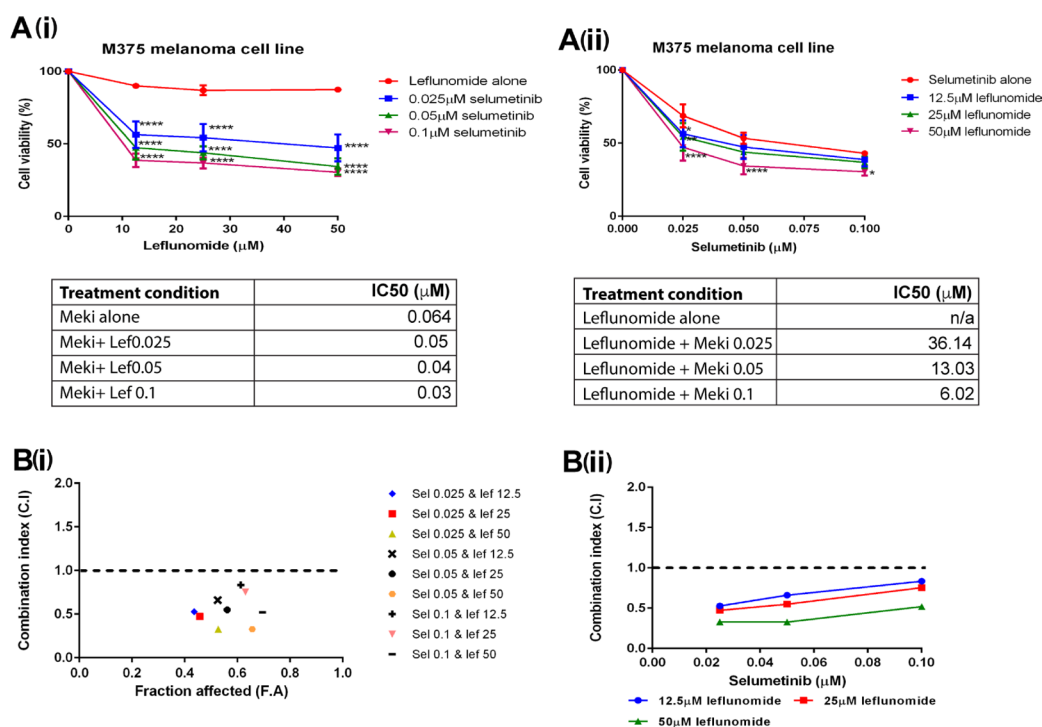 A(i)
M375 melanoma cell line
Cell viability (%)
100
50
0
0 10 20 30 40 50
Leflunomide (μM)
**** **** ****
**** **** ****
**** **** ****
Leflunomide alone
0.025μM selumetinib
0.05μM selumetinib
0.1μM selumetinib
A(ii)
M375 melanoma cell line
Cell viability (%)
100
50
0
0.000 0.025 0.050 0.075 0.100
Selumetinib (μM)
*
**
**** **** *
Selumetinib alone
12.5μM leflunomide
25μM leflunomide
50μM leflunomide
Treatment condition IC50 (μM)
Meki alone 0.064
Meki+ Lef0.025 0.05
Meki+ Lef0.05 0.04
Meki+ Lef 0.1 0.03
Treatment condition IC50 (μM)
Leflunomide alone n/a
Leflunomide + Meki 0.025 36.14
Leflunomide + Meki 0.05 13.03
Leflunomide + Meki 0.1 6.02
B(i)
Combination index (C.I)
2.0
1.5
1.0
0.5
0.0
0.0 0.2 0.4 0.6 0.8 1.0
Fraction affected (F.A)
Sel 0.025 & lef 12.5
Sel 0.025 & lef 25
Sel 0.025 & lef 50
Sel 0.05 & lef 12.5
Sel 0.05 & lef 25
Sel 0.05 & lef 50
Sel 0.1 & lef 12.5
Sel 0.1 & lef 25
Sel 0.1 & lef 50
B(ii)
Combination index (C.I)
2.0
1.5
1.0
0.5
0.0
0.00 0.02 0.04 0.06 0.08 0.10
Selumetinib (μM)
12.5μM leflunomide 25μM leflunomide
50μM leflunomide